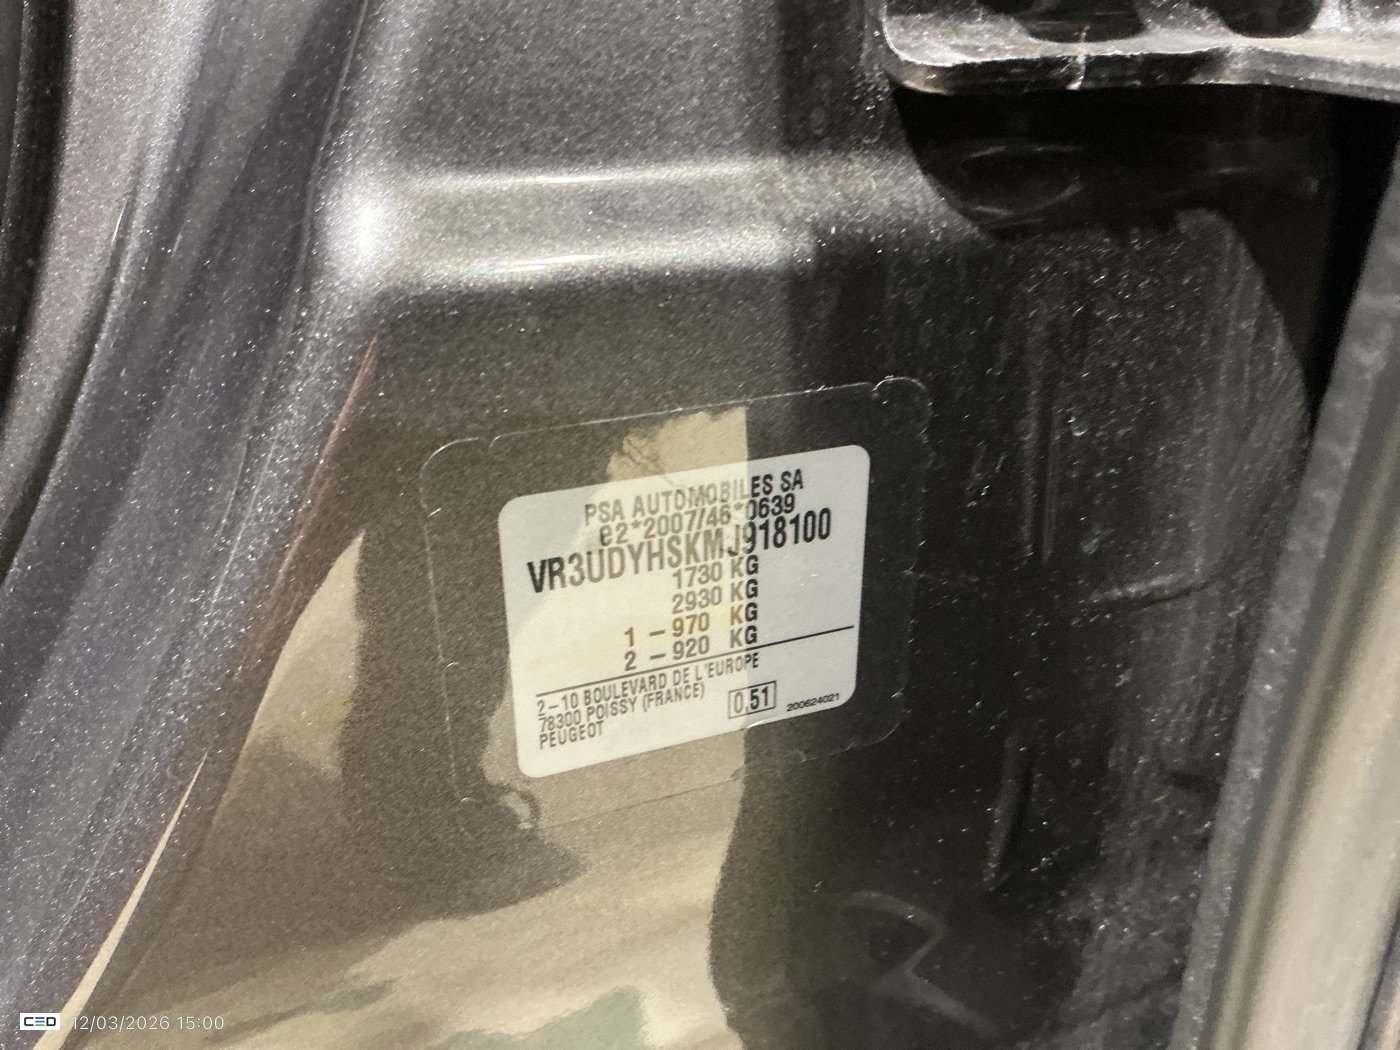 PSA AUTOMOBILES SA
e2*2007/46*0639
VR3UDYHSKMJ918100
1730 KG
2930 KG
1 – 970 KG
2 – 920 KG
2–10 BOULEVARD DE L'EUROPE
78300 POISSY (FRANCE)
PEUGEOT
0,51
200624021
CED 12/03/2026 15:00